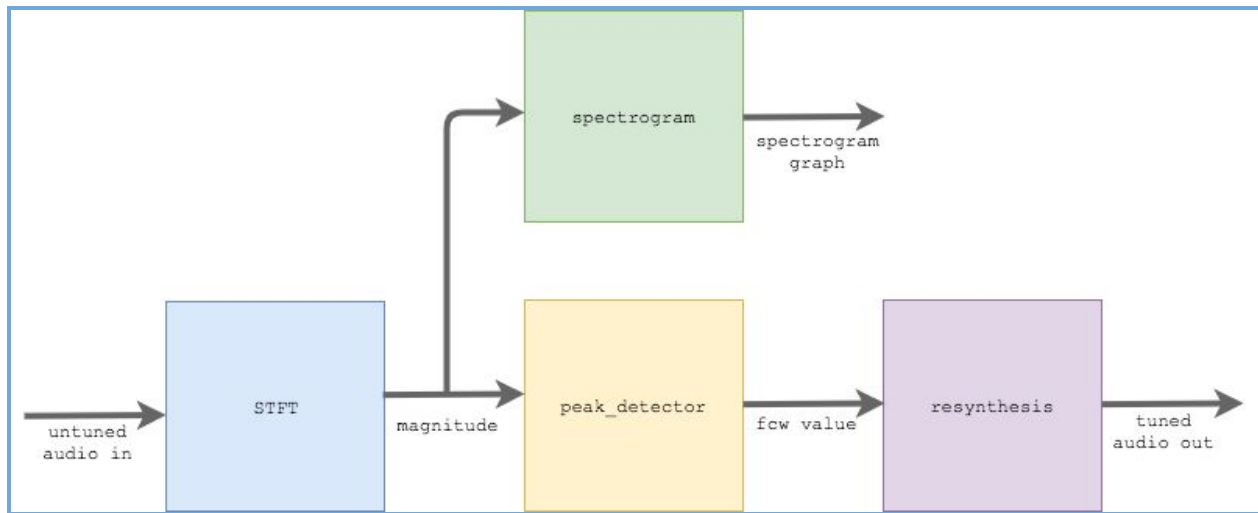 spectrogram
spectrogram
graph
STFT
peak_detector
resynthesis
untuned
audio in
magnitude
fcw value
tuned
audio out